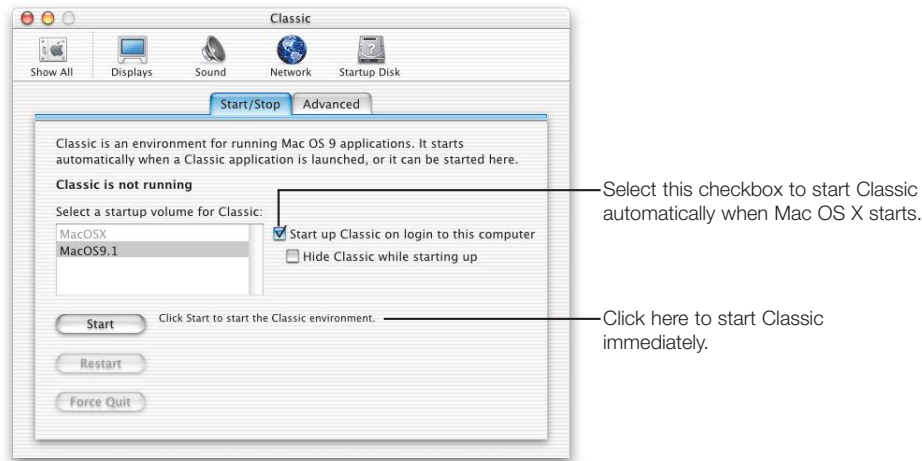 Classic
Show All Displays Sound Network Startup Disk
Start/Stop Advanced
Classic is an environment for running Mac OS 9 applications. It starts
automatically when a Classic application is launched, or it can be started here.
Classic is not running
Select a startup volume for Classic:
MacOSX
MacOS9.1
Start up Classic on login to this computer
Hide Classic while starting up
Start
Click Start to start the Classic environment.
Restart
Force Quit
Select this checkbox to start Classic
automatically when Mac OS X starts.
Click here to start Classic
immediately.